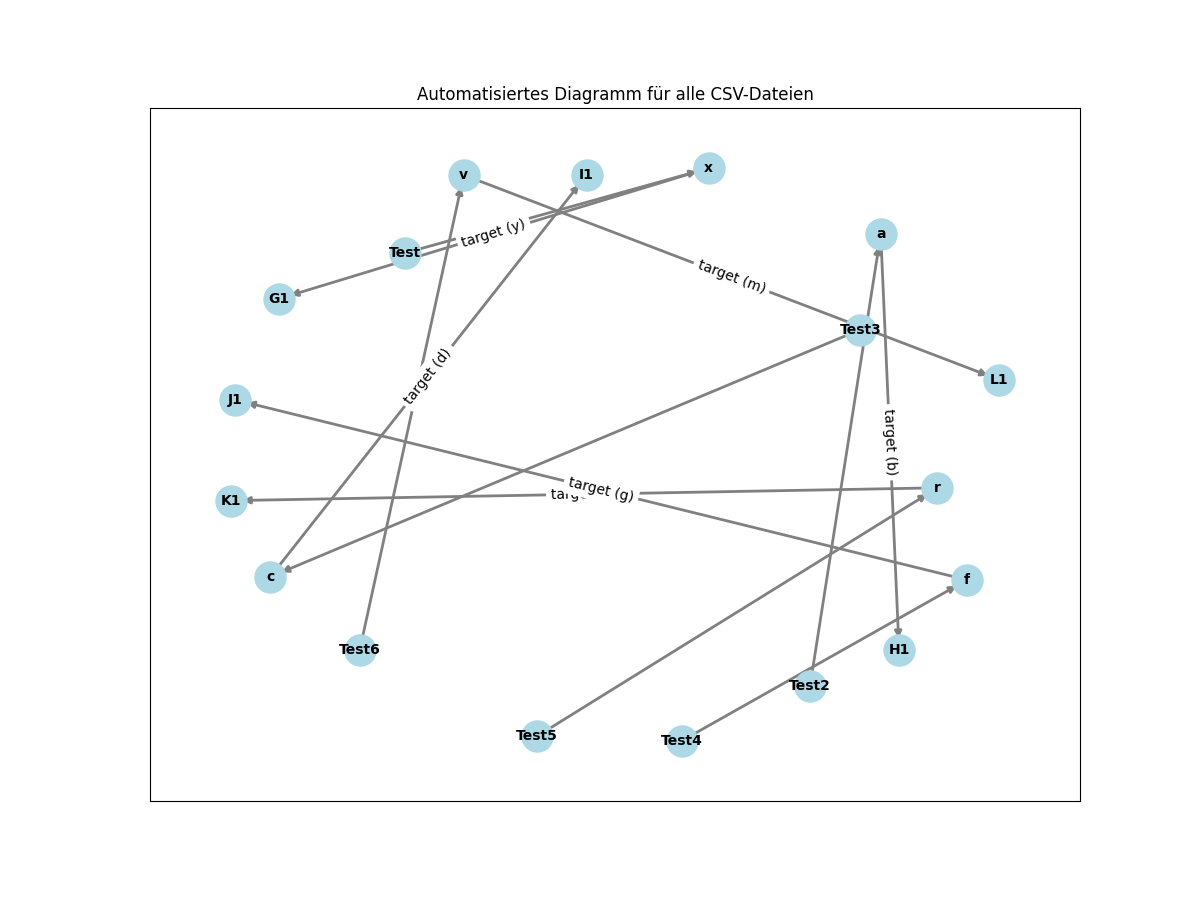 Automatisiertes Diagramm für alle CSV-Dateien
v
I1
x
Test
target (y)
a
G1
target (m)
Test3
target (d)
L1
J1
target (b)
target (g)
K1
r
c
f
Test6
H1
Test2
Test5
Test4